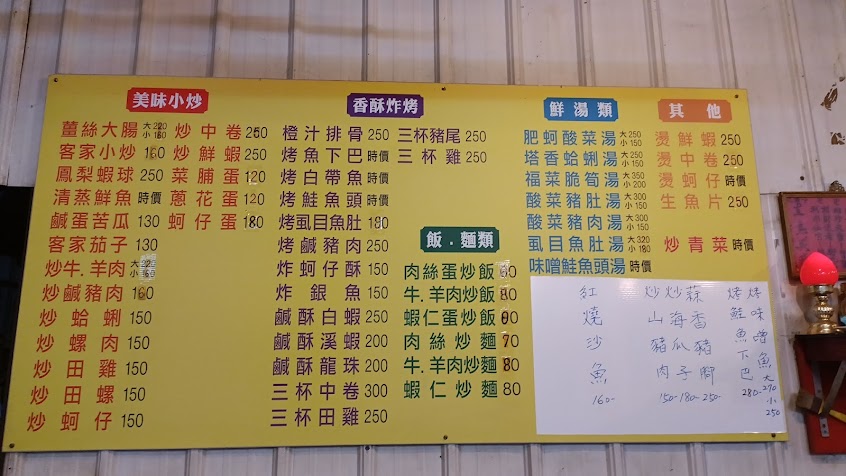 美味小炒
薑絲大腸 大220 小160
客家小炒 160
鳳梨蝦球 250
清蒸鮮魚 時價
鹹蛋苦瓜 130
客家茄子 130
炒牛.羊肉 大 小
炒鹹豬肉
炒蛤蜊 150
炒螺肉 150
炒田雞 150
炒田螺 150
炒蚵仔 150
炒中卷 250
炒鮮蝦 250
菜脯蛋 120
蔥花蛋 120
蚵仔蛋 180
香酥炸烤
橙汁排骨 250
烤魚下巴 時價
烤白帶魚 時價
烤鮭魚頭 時價
烤虱目魚肚 180
烤鹹豬肉 250
炸蚵仔酥 150
炸銀魚 150
鹹酥白蝦 250
鹹酥溪蝦 200
鹹酥龍珠 200
三杯中卷 300
三杯田雞 250
三杯豬尾 250
三杯雞 250
飯.麵類
肉絲蛋炒飯
牛.羊肉炒飯 80
蝦仁蛋炒飯
肉絲炒麵 70
牛.羊肉炒麵
蝦仁炒麵 80
鮮湯類
肥蚵酸菜湯 大250 小150
塔香蛤蜊湯 大250 小150
福菜脆筍湯 大350 小200
酸菜豬肚湯 大300 小150
酸菜豬肉湯 大300 小150
虱目魚肚湯 大320 小180
味噌鮭魚頭湯 時價
其他
燙鮮蝦 250
燙中卷 250
燙蚵仔 時價
生魚片 250
炒青菜 時價
紅燒沙魚 160-
炒山豬肉 150-
炒海瓜子 180-
蒜香豬腳 250-
烤鮭魚下巴 280-
烤味噌魚 大270 小250